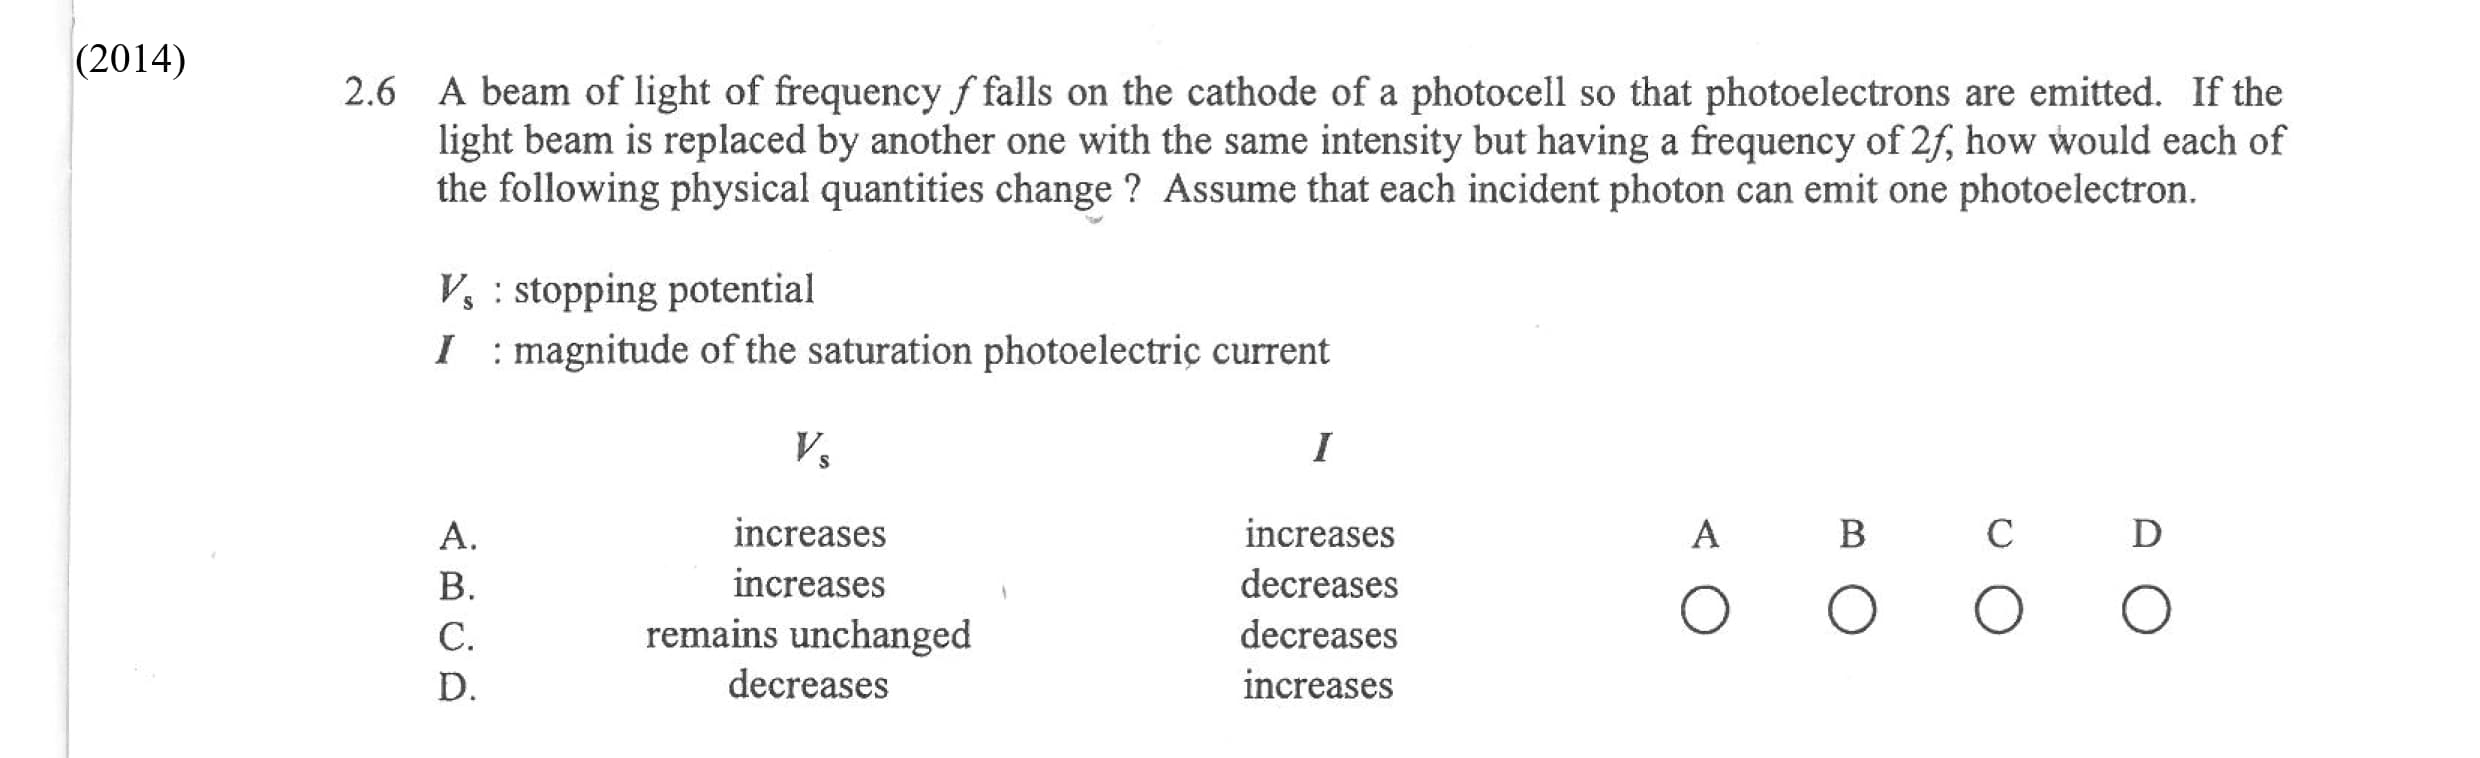 (2014)
2.6 A beam of light of frequency f falls on the cathode of a photocell so that photoelectrons are emitted. If the
light beam is replaced by another one with the same intensity but having a frequency of 2f, how would each of
the following physical quantities change ? Assume that each incident photon can emit one photoelectron.
Vs : stopping potential
I : magnitude of the saturation photoelectric current
Vs I
A. increases increases A B C D
B. increases decreases
C. remains unchanged decreases
D. decreases increases